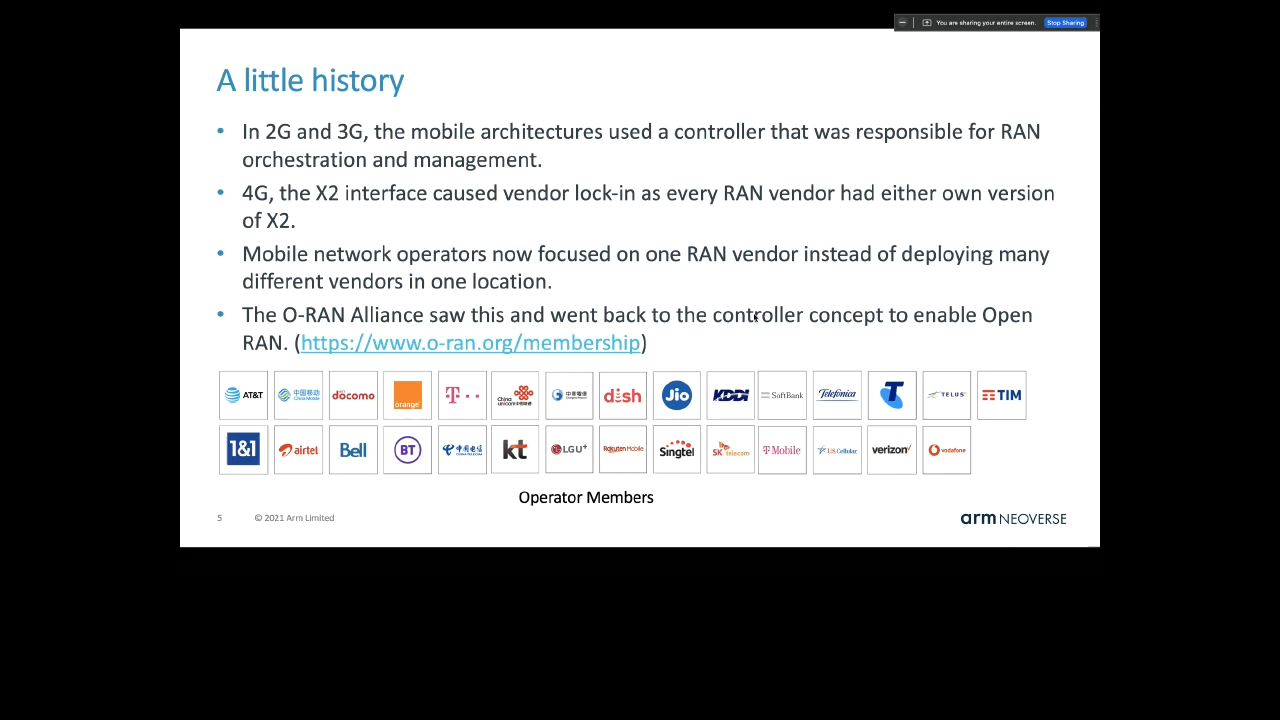 You are sharing your entire screen. Stop Sharing
A little history
• In 2G and 3G, the mobile architectures used a controller that was responsible for RAN
orchestration and management.
• 4G, the X2 interface caused vendor lock-in as every RAN vendor had either own version
of X2.
• Mobile network operators now focused on one RAN vendor instead of deploying many
different vendors in one location.
• The O-RAN Alliance saw this and went back to the controller concept to enable Open
RAN. (https://www.o-ran.org/membership)
AT&T 中国移动 China Mobile döcomo orange T China unicom中国联通 中華電信 dish Jio KDDI SoftBank Telefónica T TELUS TIM
1&1 airtel Bell BT 中国电信 CHINA TELECOM kt LGU+ Rakuten Mobile Singtel SK telecom T Mobile U.S. Cellular verizon vodafone
Operator Members
5 © 2021 Arm Limited arm NEOVERSE